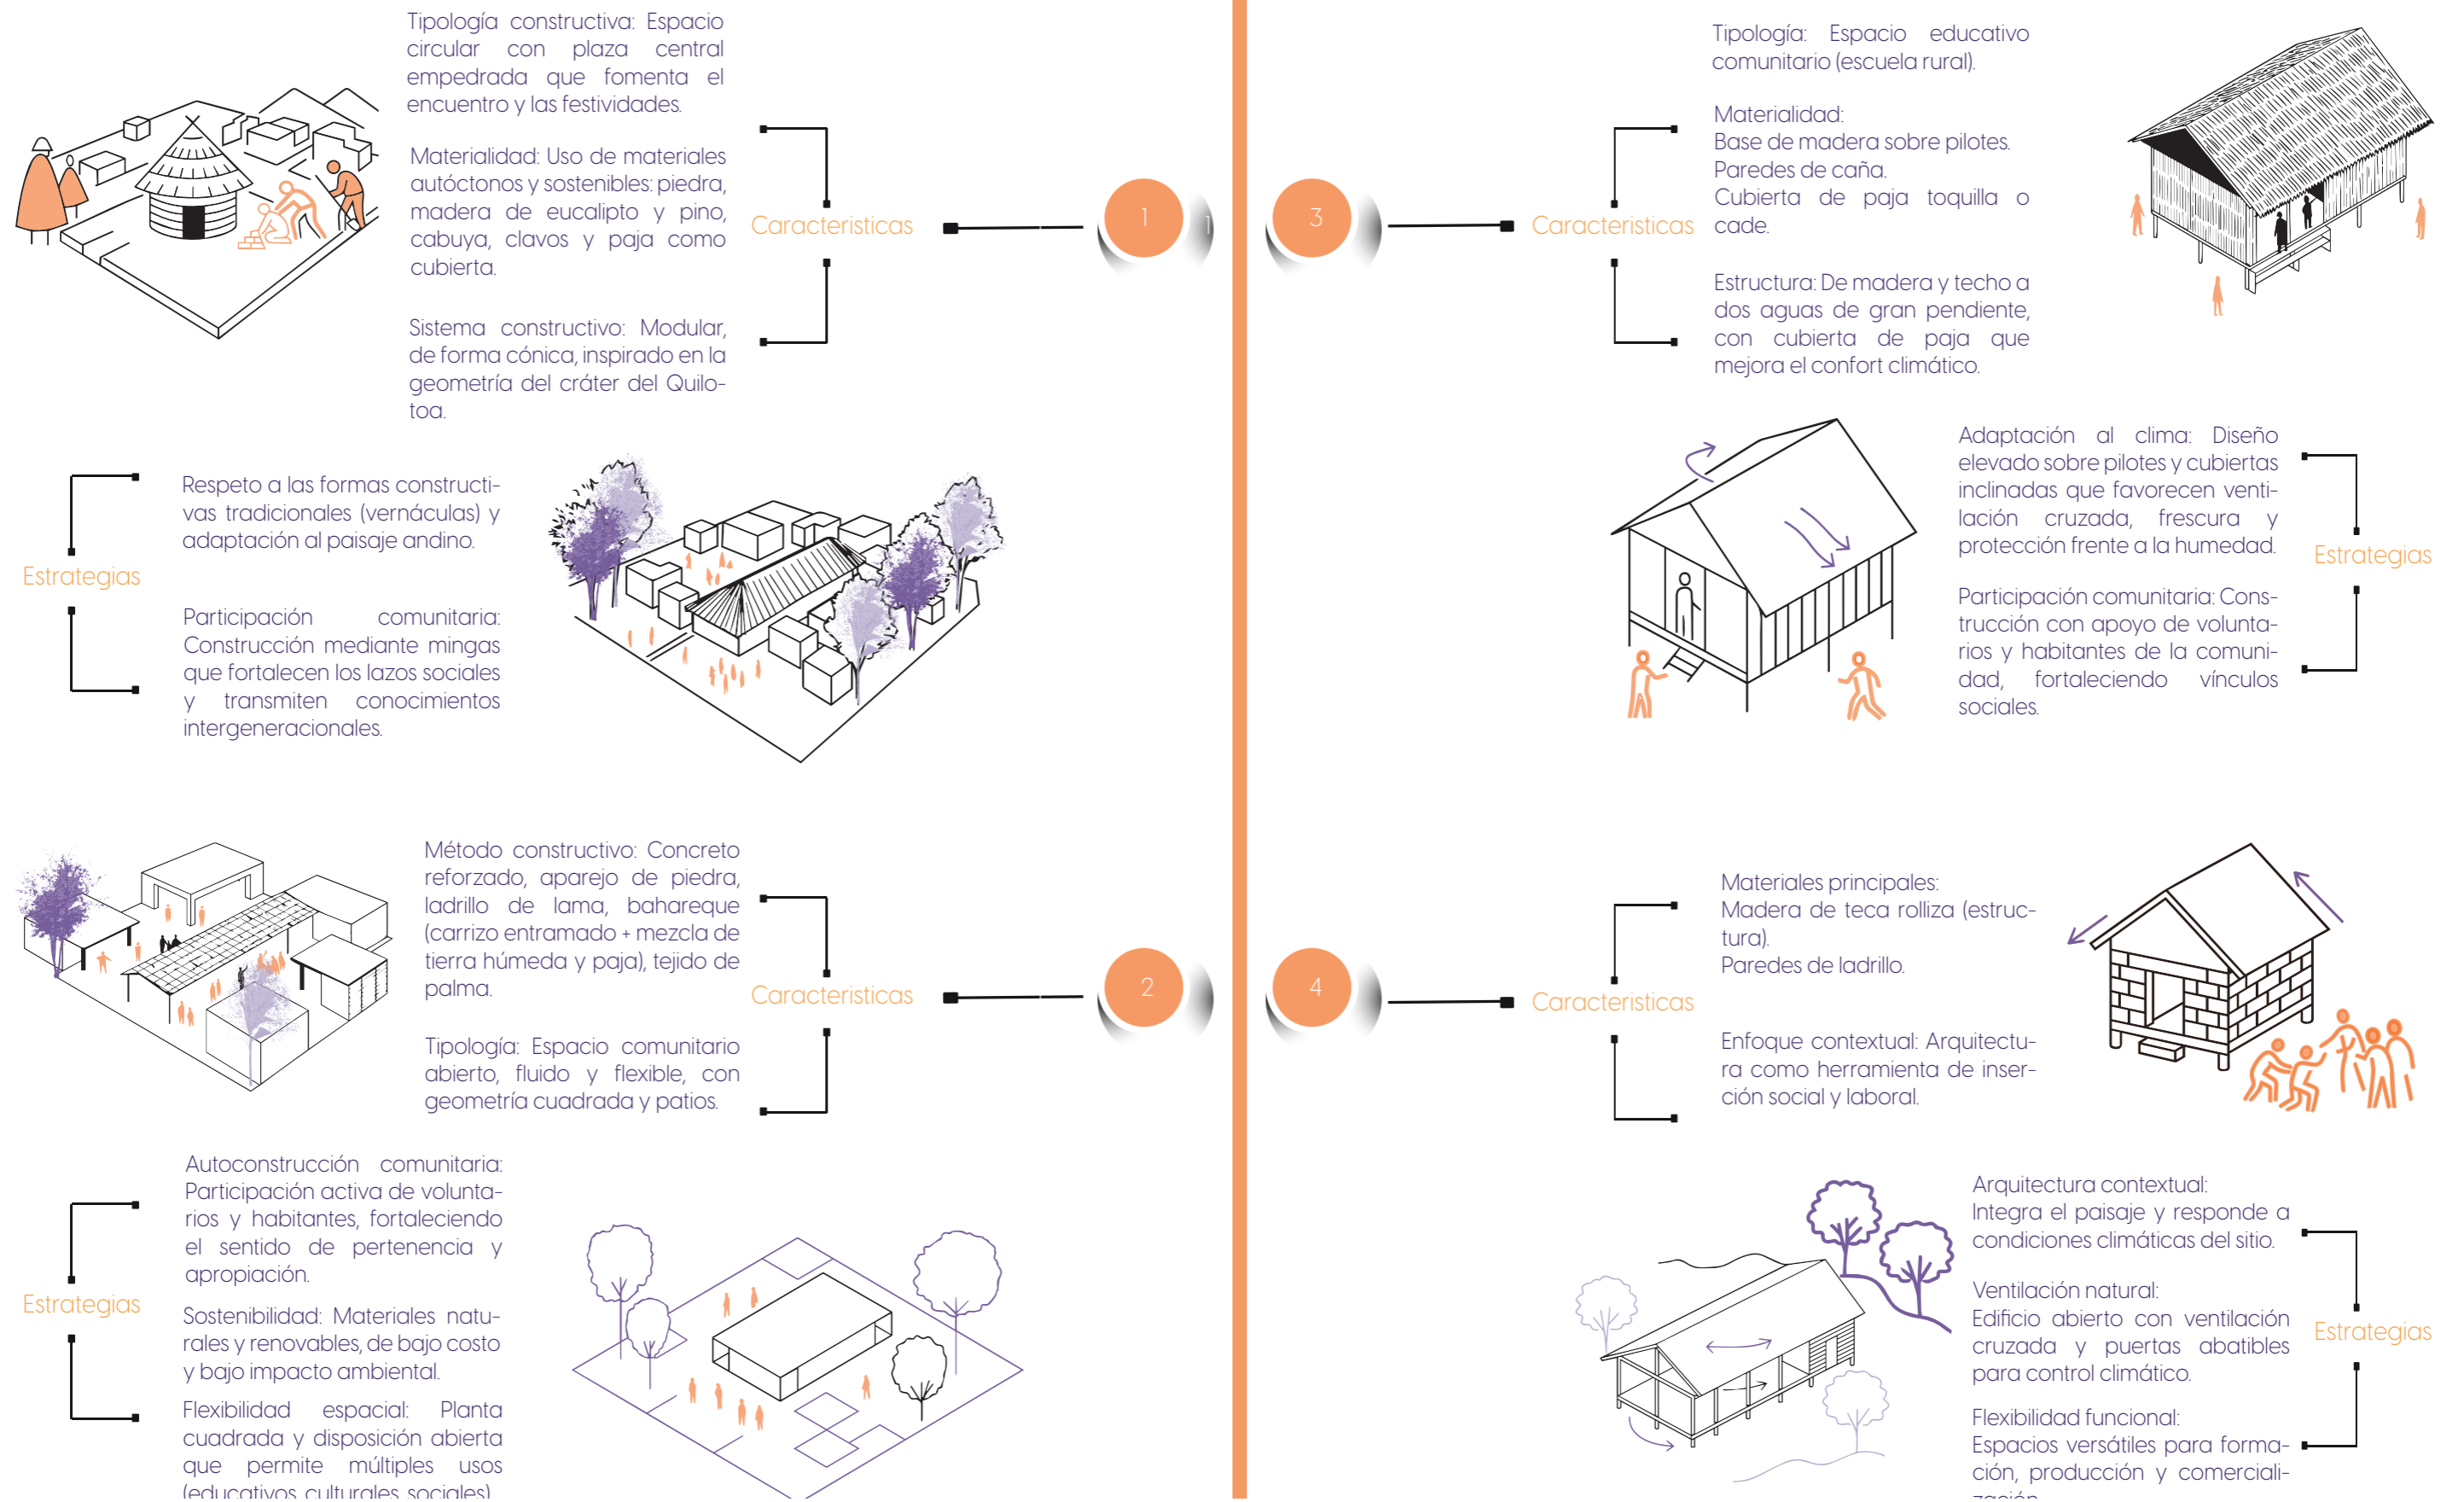 Tipología constructiva: Espacio
circular con plaza central
empedrada que fomenta el
encuentro y las festividades.
Materialidad: Uso de materiales
autóctonos y sostenibles: piedra,
madera de eucalipto y pino,
cabuya, clavos y paja como
cubierta.
Sistema constructivo: Modular,
de forma cónica, inspirado en la
geometría del cráter del Quilo-
toa.
Caracteristicas
1
1
Respeto a las formas constructi-
vas tradicionales (vernáculas) y
adaptación al paisaje andino.
Estrategias
Participación comunitaria:
Construcción mediante mingas
que fortalecen los lazos sociales
y transmiten conocimientos
intergeneracionales.
Método constructivo: Concreto
reforzado, aparejo de piedra,
ladrillo de lama, bahareque
(carrizo entramado + mezcla de
tierra húmeda y paja), tejido de
palma.
Caracteristicas
2
Tipología: Espacio comunitario
abierto, fluido y flexible, con
geometría cuadrada y patios.
Autoconstrucción comunitaria:
Participación activa de volunta-
rios y habitantes, fortaleciendo
el sentido de pertenencia y
apropiación.
Estrategias
Sostenibilidad: Materiales natu-
rales y renovables, de bajo costo
y bajo impacto ambiental.
Flexibilidad espacial: Planta
cuadrada y disposición abierta
que permite múltiples usos
(educativos culturales sociales)
3
Caracteristicas
Tipología: Espacio educativo
comunitario (escuela rural).
Materialidad:
Base de madera sobre pilotes.
Paredes de caña.
Cubierta de paja toquilla o
cade.
Estructura: De madera y techo a
dos aguas de gran pendiente,
con cubierta de paja que
mejora el confort climático.
Adaptación al clima: Diseño
elevado sobre pilotes y cubiertas
inclinadas que favorecen venti-
lación cruzada, frescura y
protección frente a la humedad.
Estrategias
Participación comunitaria: Cons-
trucción con apoyo de volunta-
rios y habitantes de la comuni-
dad, fortaleciendo vínculos
sociales.
4
Caracteristicas
Materiales principales:
Madera de teca rolliza (estruc-
tura).
Paredes de ladrillo.
Enfoque contextual: Arquitectu-
ra como herramienta de inser-
ción social y laboral.
Arquitectura contextual:
Integra el paisaje y responde a
condiciones climáticas del sitio.
Ventilación natural:
Edificio abierto con ventilación
cruzada y puertas abatibles
para control climático.
Estrategias
Flexibilidad funcional:
Espacios versátiles para forma-
ción, producción y comerciali-
zación